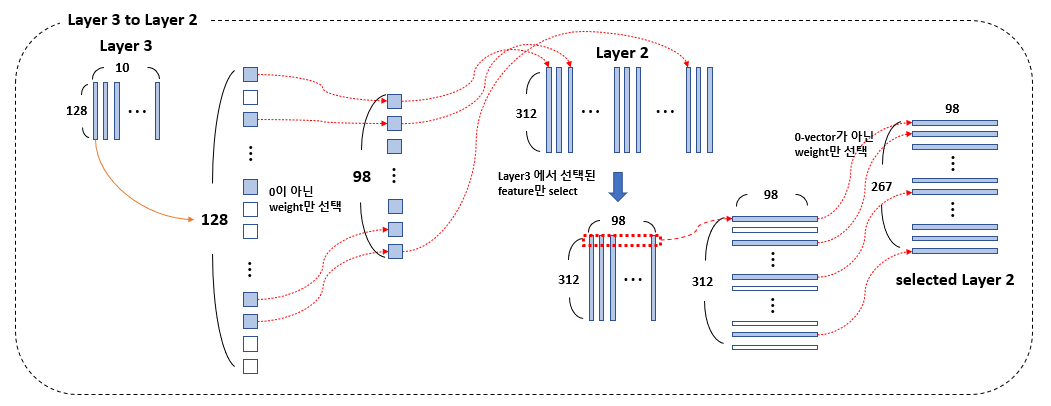 Layer 3 to Layer 2
Layer 3
10
128
...
128
0이 아닌
weight만 선택
98
Layer 2
312
...
...
Layer3 에서 선택된
feature만 select
98
312
...
98
312
0-vector가 아닌
weight만 선택
98
267
selected Layer 2